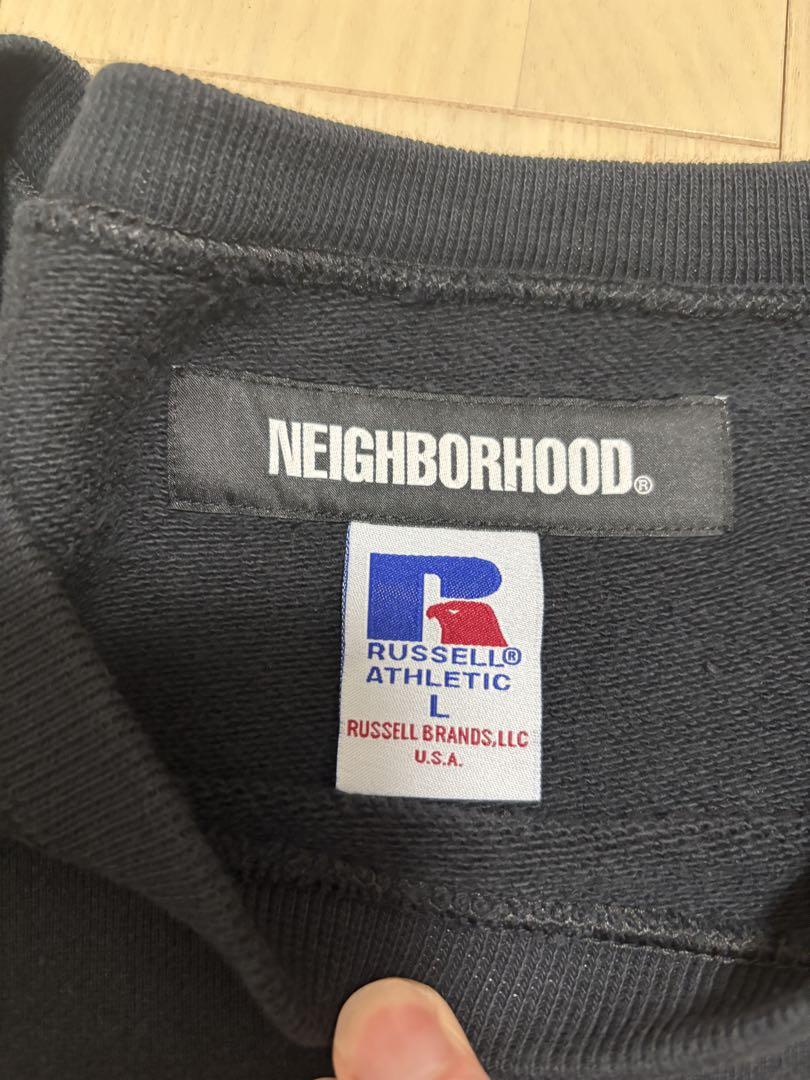 NEIGHBORHOOD®
RUSSELL®
ATHLETIC
L
RUSSELL BRANDS,LLC
U.S.A.